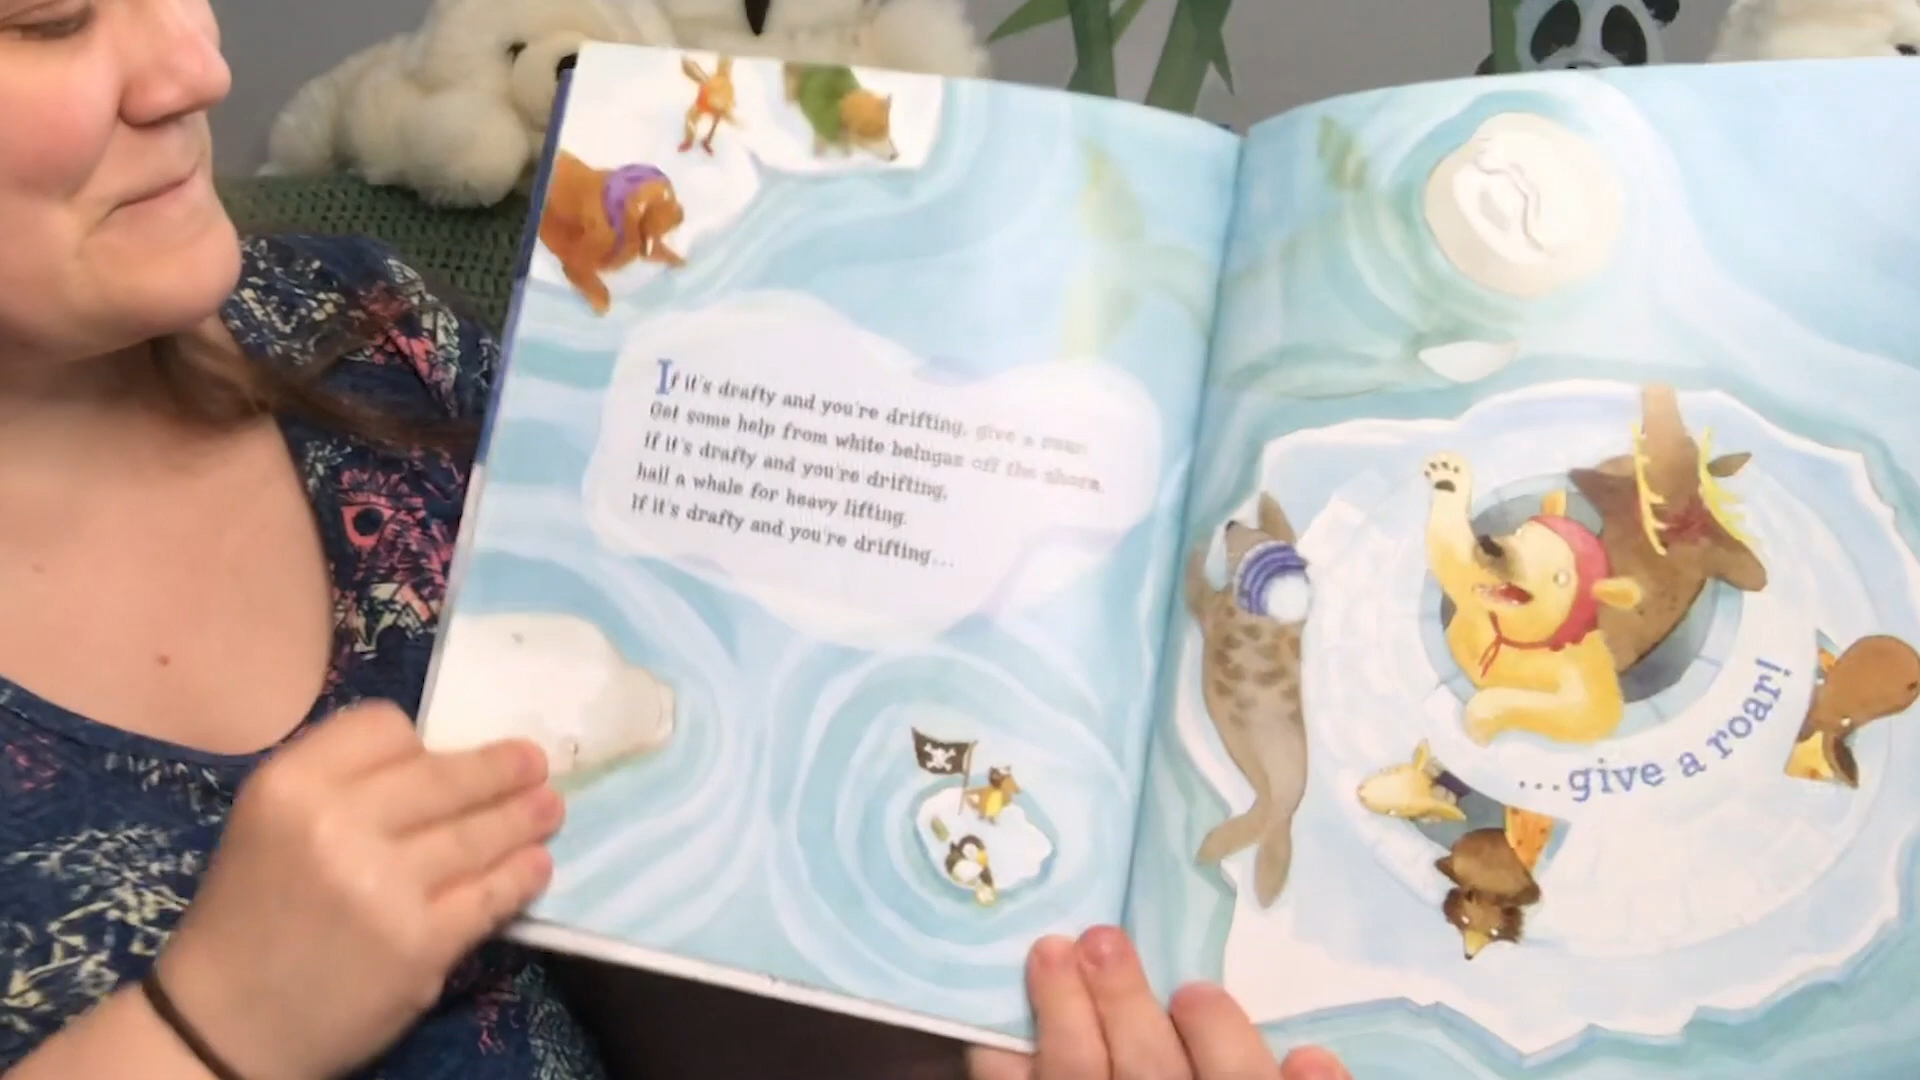 If it's drafty and you're drifting, give a roar.
Get some help from white belugas off the shore.
If it's drafty and you're drifting,
hail a whale for heavy lifting.
If it's drafty and you're drifting...
...give a roar!